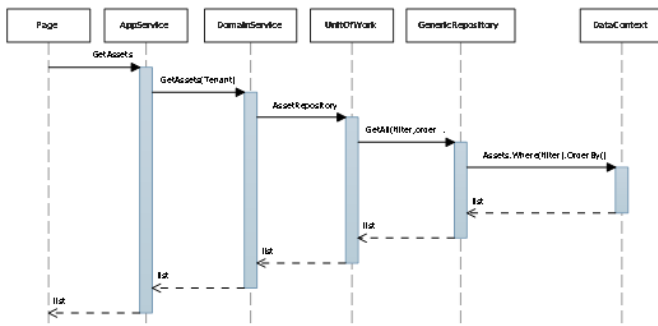 Page
AppService
DomainService
UnitOfWork
GenericRepository
DataContext
GetAssets
GetAssets(Tenant)
AssetRepository
GetAll(filter,order .
Assets.Where(filter).OrderBy()
list
list
list
list
list